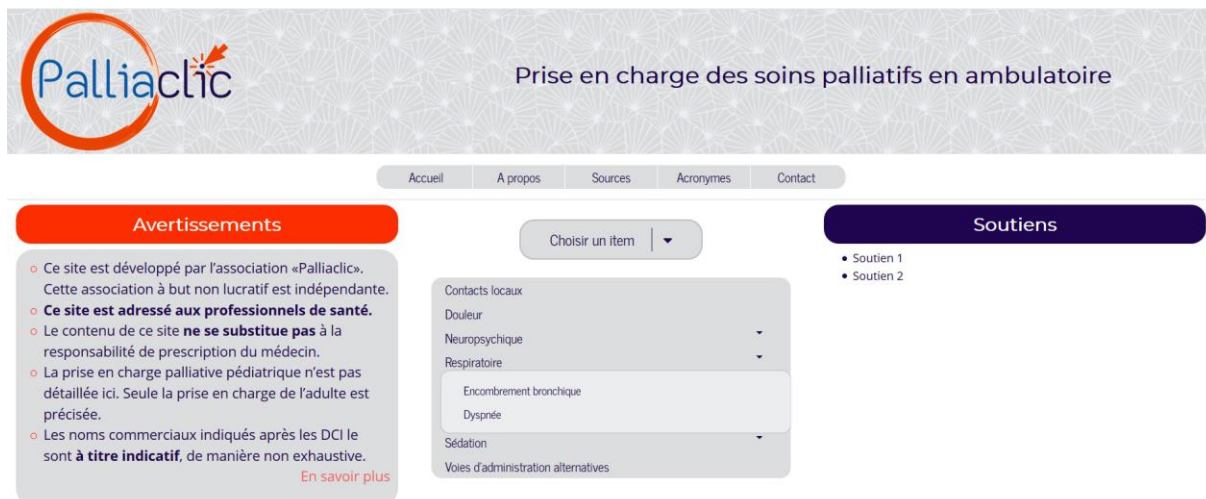 Palliaclic
Prise en charge des soins palliatifs en ambulatoire
Accueil
A propos
Sources
Acronymes
Contact
Avertissements
Ce site est développé par l'association «Palliaclic».
Cette association à but non lucratif est indépendante.
Ce site est adressé aux professionnels de santé.
Le contenu de ce site ne se substitue pas à la
responsabilité de prescription du médecin.
La prise en charge palliative pédiatrique n'est pas
détaillée ici. Seule la prise en charge de l'adulte est
précisée.
Les noms commerciaux indiqués après les DCI le
sont à titre indicatif, de manière non exhaustive.
En savoir plus
Choisir un item
Contacts locaux
Douleur
Neuropsychique
Respiratoire
Encombrement bronchique
Dyspnée
Sédation
Voies d'administration alternatives
Soutiens
Soutien 1
Soutien 2